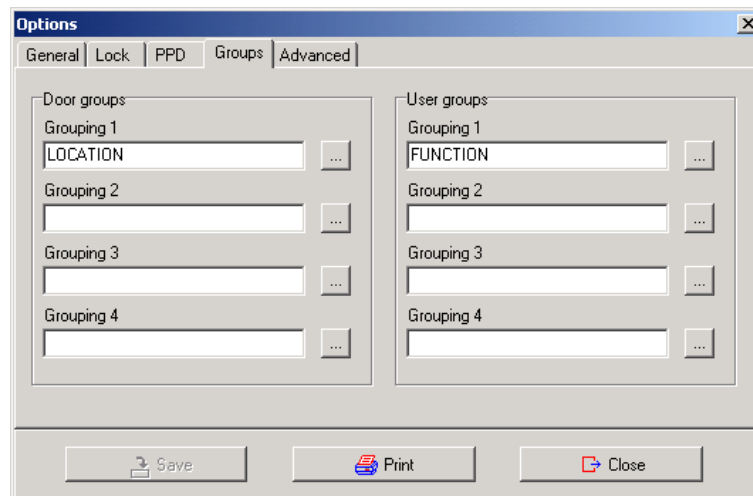 Options
General Lock PPD Groups Advanced
Door groups
Grouping 1
LOCATION ...
Grouping 2
...
Grouping 3
...
Grouping 4
...
User groups
Grouping 1
FUNCTION ...
Grouping 2
...
Grouping 3
...
Grouping 4
...
Save Print Close